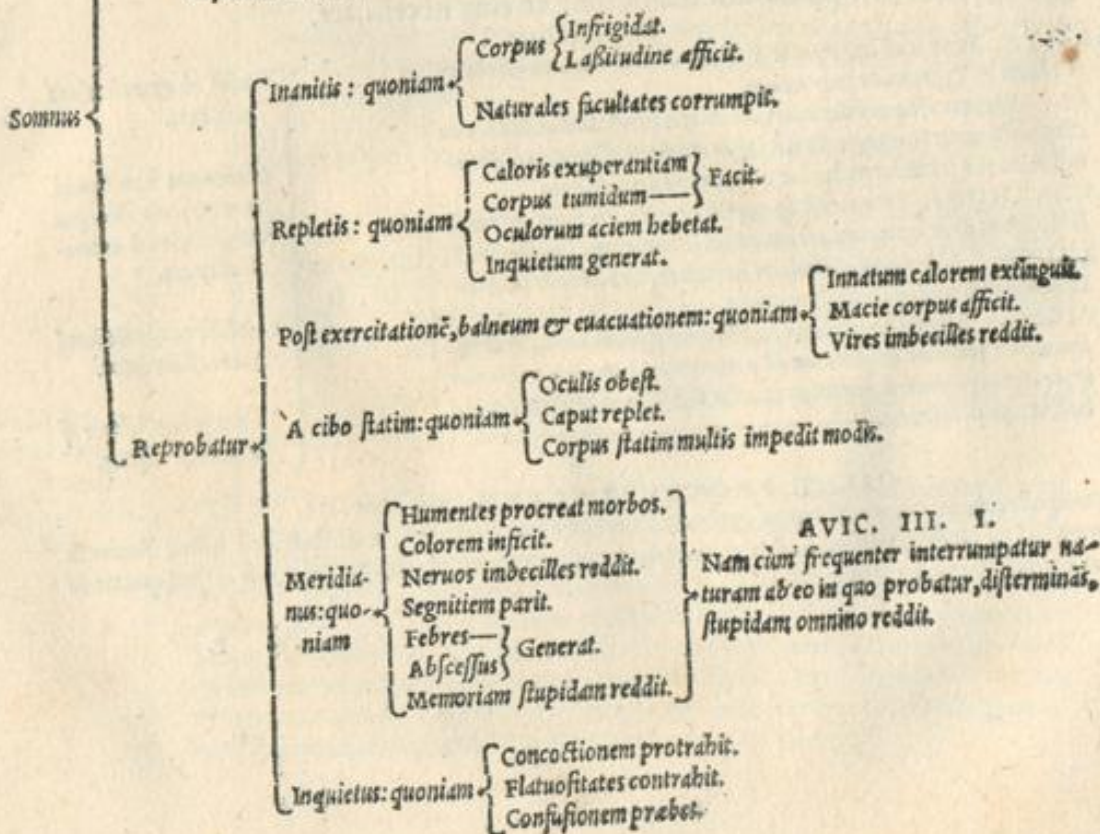 Somnus
Reprobatur
Inanitis : quoniam
Corpus
Infrigidat.
Laßitudine afficit.
Naturales facultates corrumpit.
Repletis : quoniam
Caloris exuperantiam
Corpus tumidum
Facit.
Oculorum aciem hebetat.
Inquietum generat.
Poſt exercitationē, balneum & euacuationem: quoniam
Innatum calorem extinguit.
Macie corpus afficit.
Vires imbecilles reddit.
A cibo ſtatim: quoniam
Oculis obeſt.
Caput replet.
Corpus ſtatim multis impedit modis.
Meridia-
nus: quo-
niam
Humentes procreat morbos.
Colorem inficit.
Neruos imbecilles reddit.
Segnitiem parit.
Febres
Abſceſſus
Generat.
Memoriam ſtupidam reddit.
AVIC. III. I.
Nam cùm frequenter interrumpatur na-
turam ab eo in quo probatur, diſterminās,
ſtupidam omnino reddit.
Inquietus: quoniam
Concoctionem protrahit.
Flatuoſitates contrahit.
Confuſionem præbet.